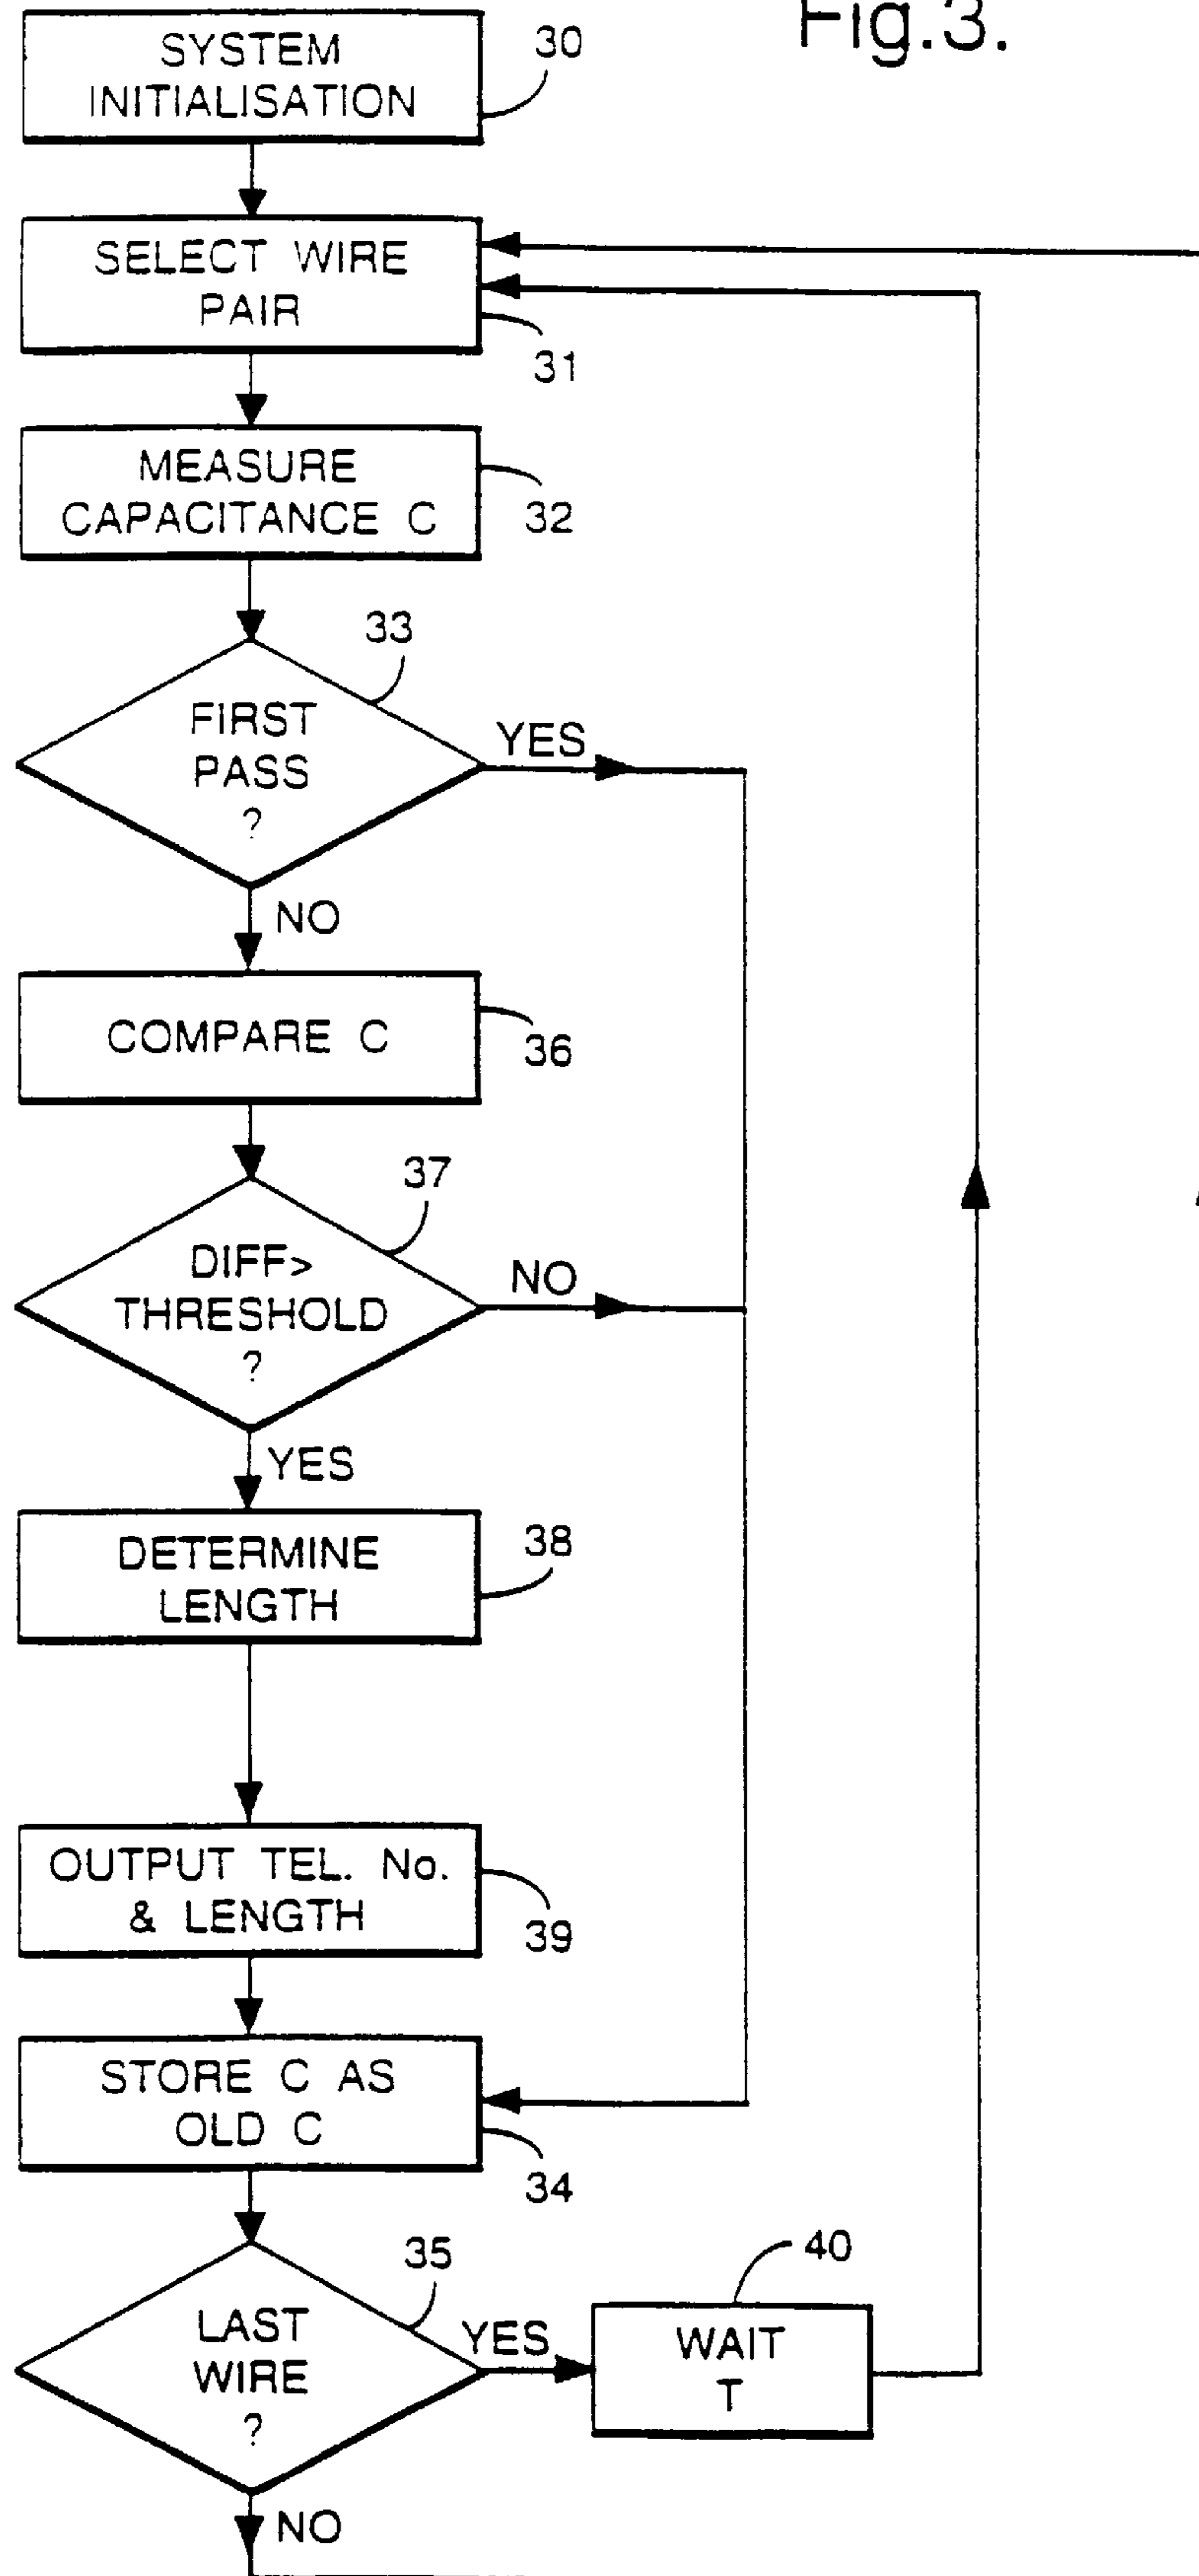 Fig.3.
SYSTEM
INITIALISATION
30
SELECT WIRE
PAIR
31
MEASURE
CAPACITANCE C
32
33
FIRST
PASS
?
YES
NO
COMPARE C
36
37
DIFF>
THRESHOLD
?
NO
YES
DETERMINE
LENGTH
38
OUTPUT TEL. No.
& LENGTH
39
STORE C AS
OLD C
34
35
LAST
WIRE
?
YES
40
WAIT
T
NO